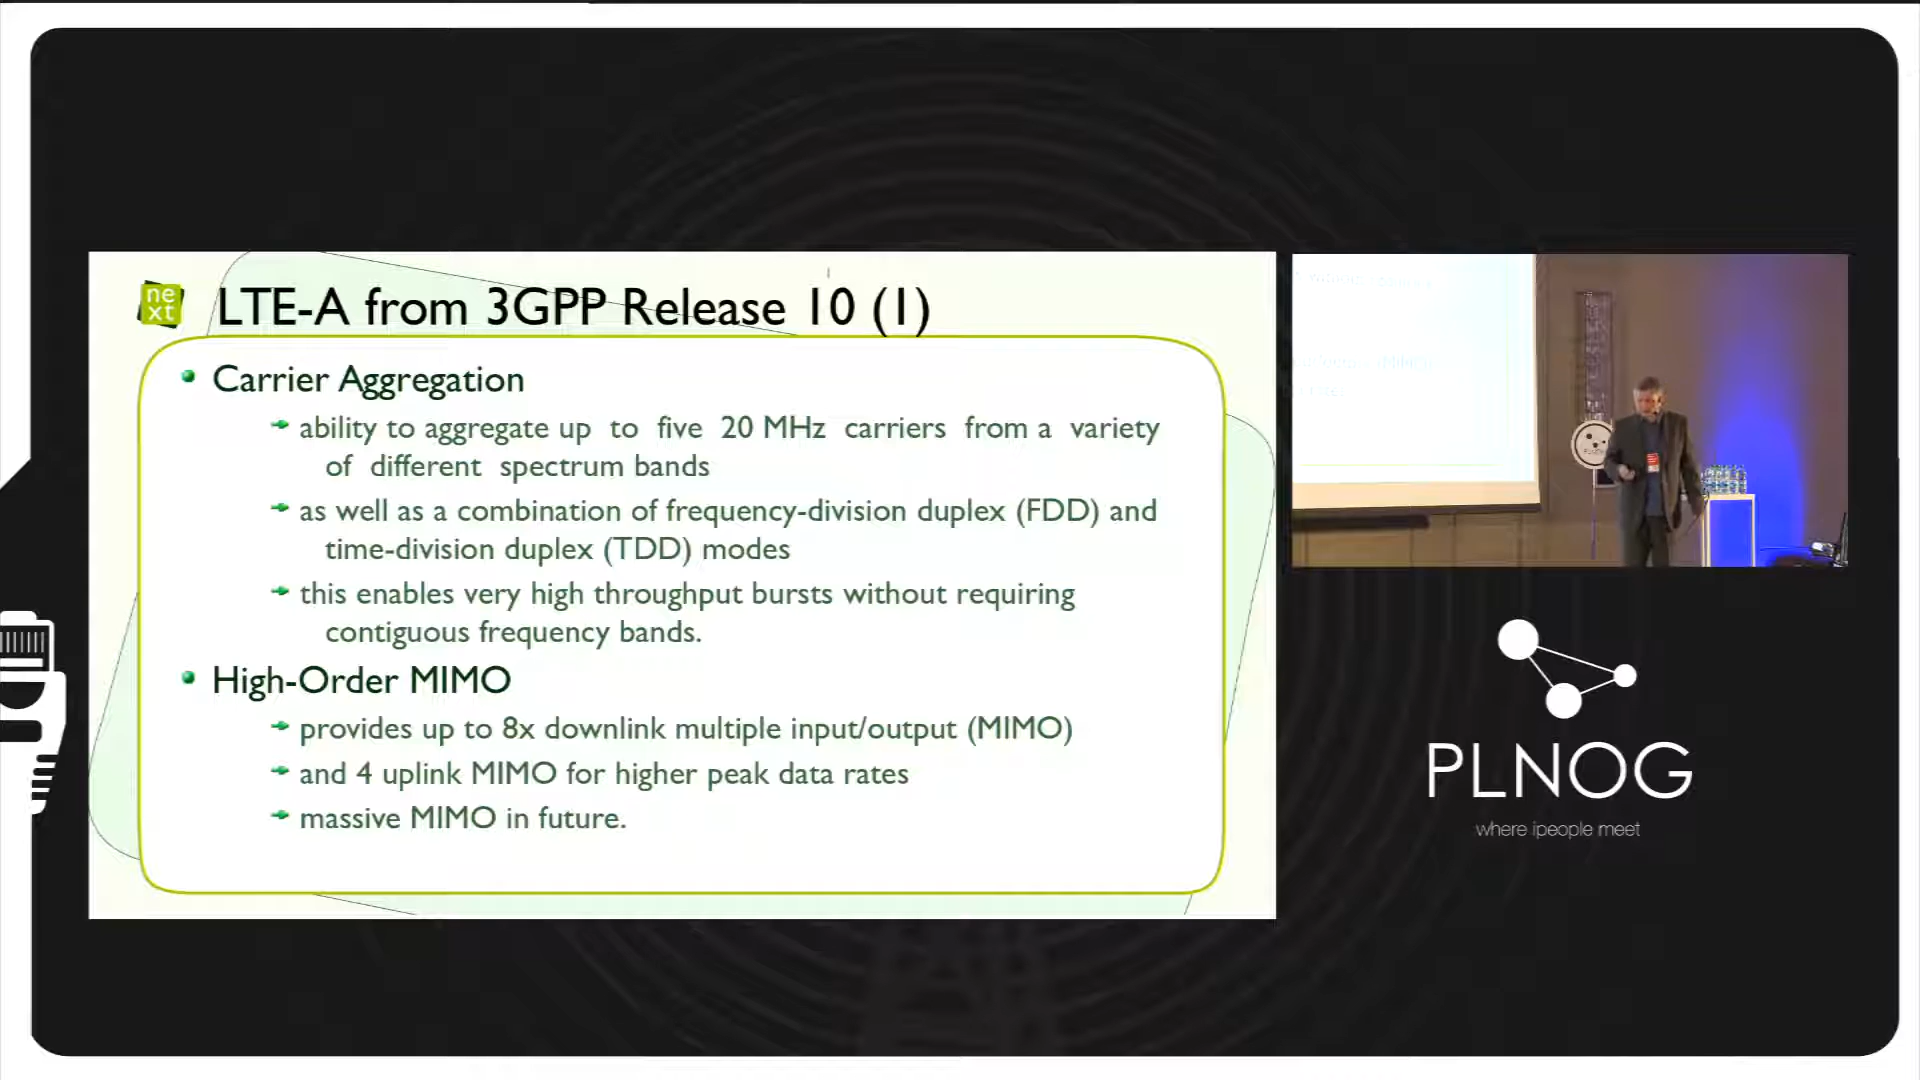 ne
xt
LTE-A from 3GPP Release 10 (1)
Carrier Aggregation
ability to aggregate up to five 20 MHz carriers from a variety
of different spectrum bands
as well as a combination of frequency-division duplex (FDD) and
time-division duplex (TDD) modes
this enables very high throughput bursts without requiring
contiguous frequency bands.
High-Order MIMO
provides up to 8x downlink multiple input/output (MIMO)
and 4 uplink MIMO for higher peak data rates
massive MIMO in future.
PLNOG
where ipeople meet